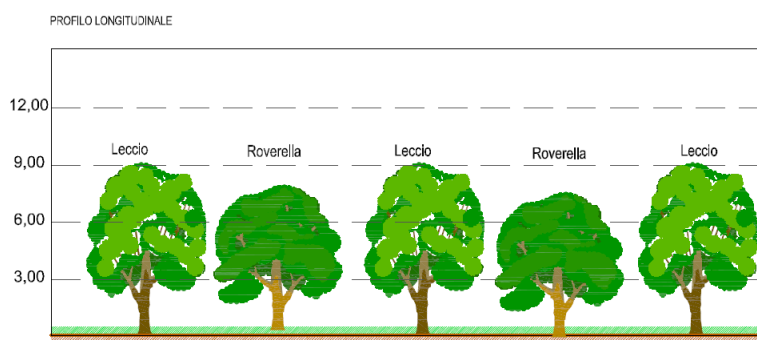 PROFILO LONGITUDINALE
12,00
Leccio Roverella Leccio Roverella Leccio
9,00
6,00
3,00